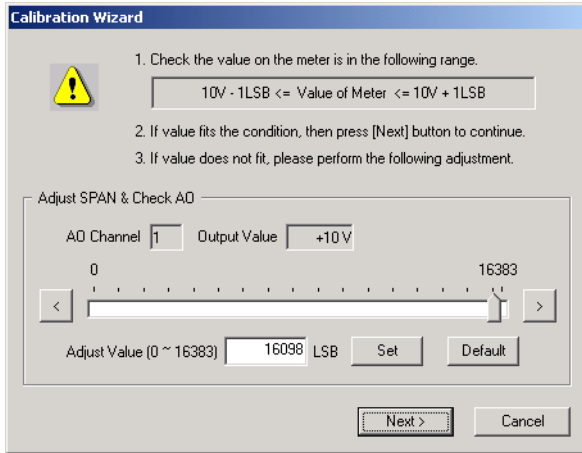 Calibration Wizard
1. Check the value on the meter is in the following range.
10V - 1LSB <= Value of Meter <= 10V + 1LSB
2. If value fits the condition, then press [Next] button to continue.
3. If value does not fit, please perform the following adjustment.
Adjust SPAN & Check AO
AO Channel 1 Output Value +10 V
0 16383
< >
Adjust Value (0 ~ 16383) 16098 LSB Set Default
Next > Cancel